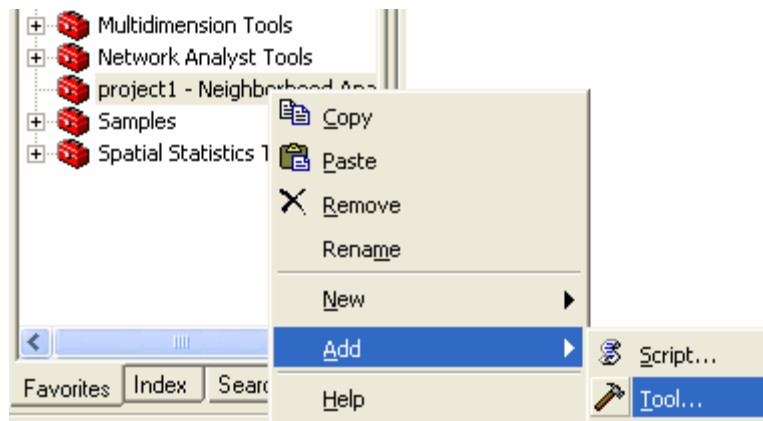 Multidimension Tools
Network Analyst Tools
project1 - Neighborhood Ana
Samples
Spatial Statistics T
Copy
Paste
Remove
Rename
New
Add
Help
Script...
Tool...
Favorites Index Searc